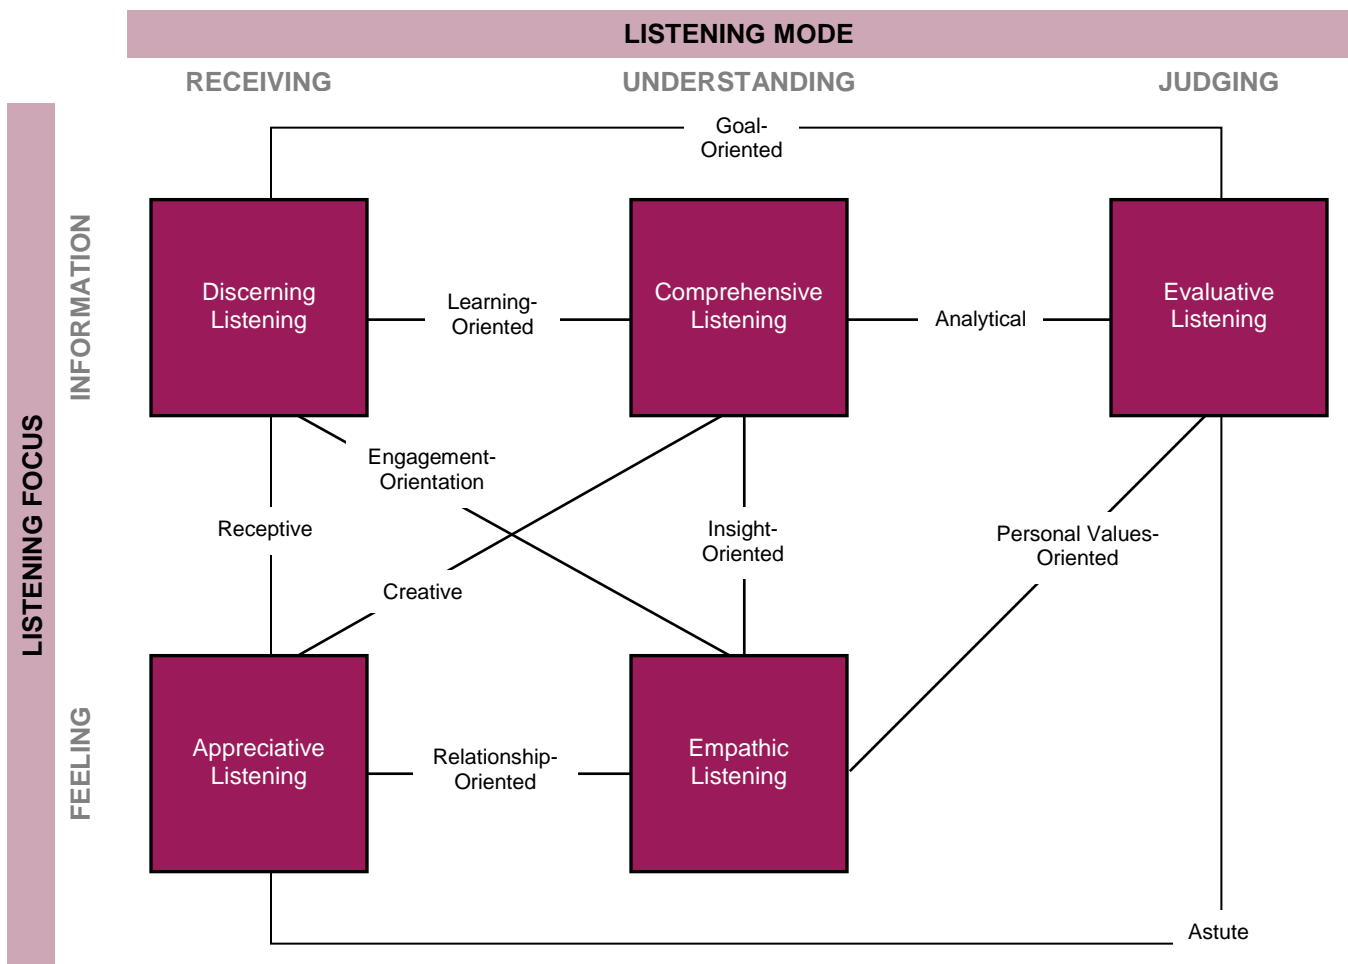 LISTENING MODE
RECEIVING
UNDERSTANDING
JUDGING
LISTENING FOCUS
INFORMATION
FEELING
Goal-
Oriented
Discerning
Listening
Learning-
Oriented
Comprehensive
Listening
Analytical
Evaluative
Listening
Engagement-
Orientation
Receptive
Creative
Insight-
Oriented
Personal Values-
Oriented
Appreciative
Listening
Relationship-
Oriented
Empathic
Listening
Astute